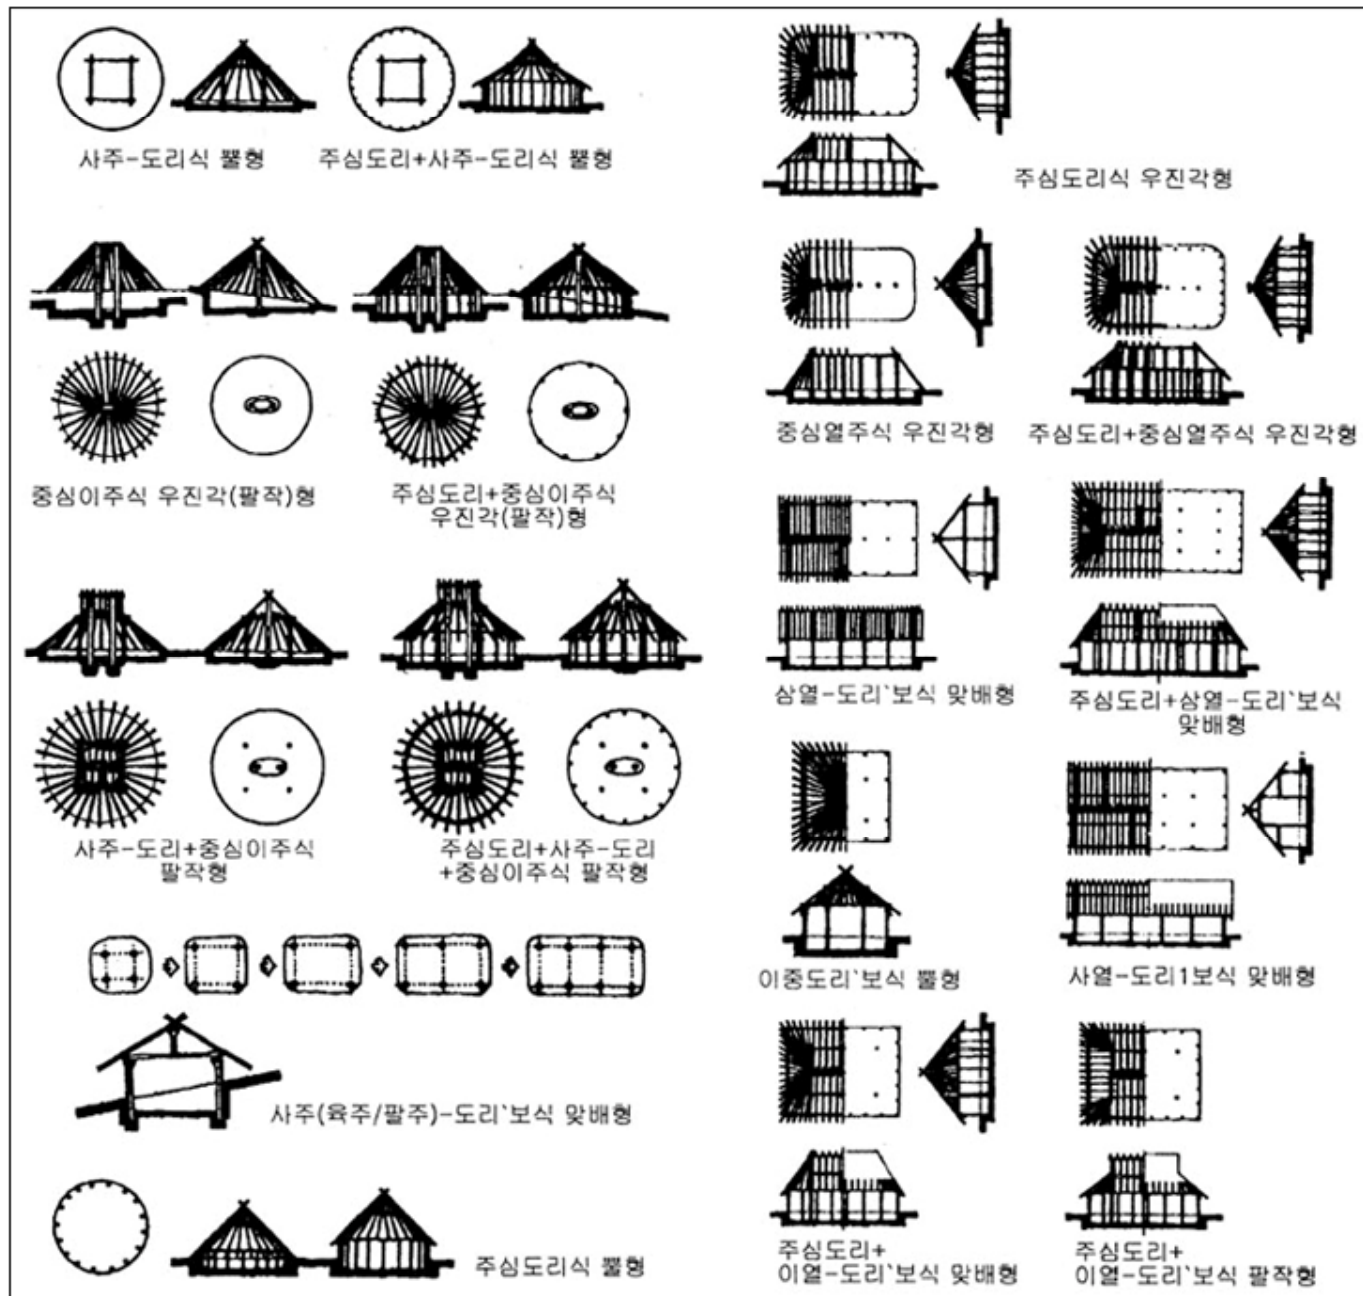 사주-도리식 뿔형
주심도리+사주-도리식 뿔형
중심이주식 우진각(팔작)형
주심도리+중심이주식
우진각(팔작)형
사주-도리+중심이주식
팔작형
주심도리+사주-도리
+중심이주식 팔작형
사주(육주/팔주)-도리`보식 맞배형
주심도리식 뿔형
주심도리식 우진각형
중심열주식 우진각형
주심도리+중심열주식 우진각형
삼열-도리`보식 맞배형
주심도리+삼열-도리`보식
맞배형
이중도리`보식 뿔형
사열-도리1보식 맞배형
주심도리+
이열-도리`보식 맞배형
주심도리+
이열-도리`보식 팔작형